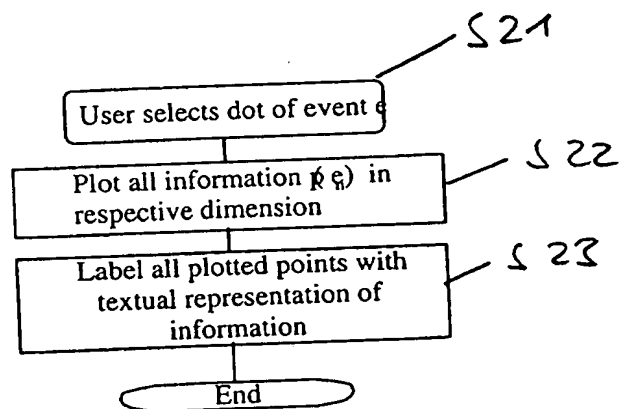 S21
User selects dot of event e
S22
Plot all information p(e_n) in
respective dimension
S23
Label all plotted points with
textual representation of
information
End